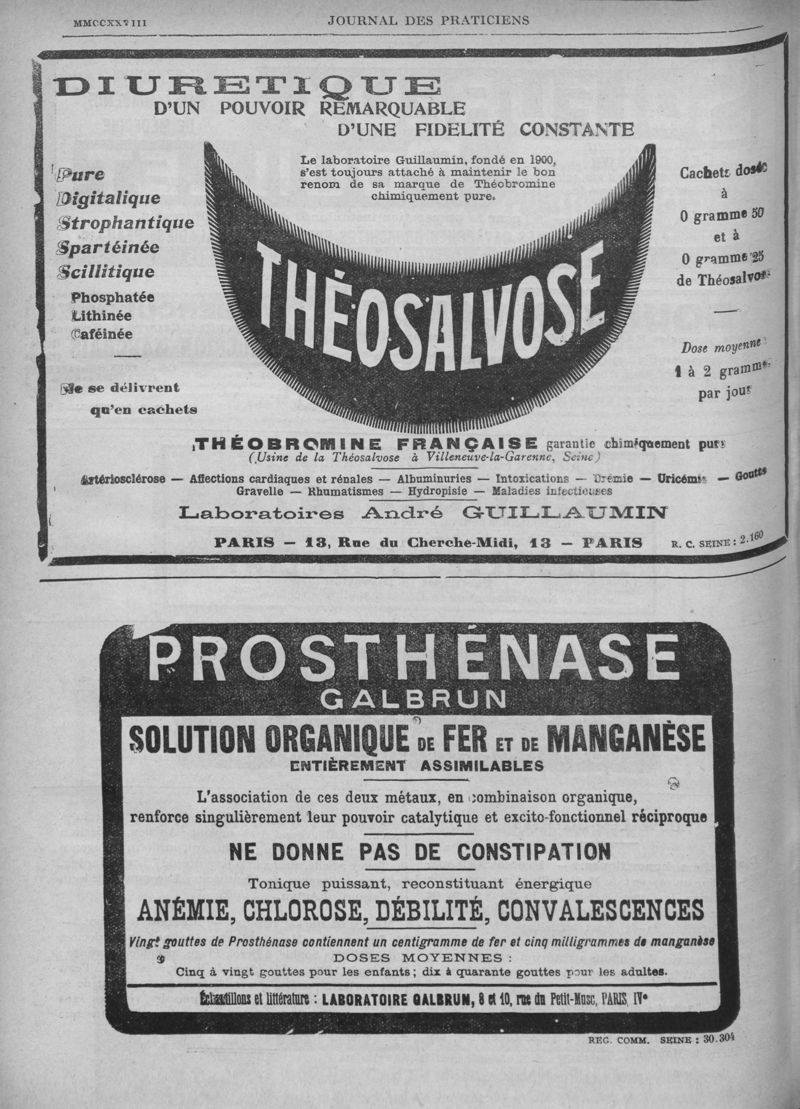 MMCCXXVIII
JOURNAL DES PRATICIENS
DIURETIQUE
D'UN POUVOIR REMARQUABLE
D'UNE FIDELITÉ CONSTANTE
Le laboratoire Guillaumin, fondé en 1900,
s'est toujours attaché à maintenir le bon
renom de sa marque de Théobromine
chimiquement pure.
Pure
Digitalique
Strophantique
Spartéinée
Scillitique
Phosphatée
Lithinée
Caféinée
Ne se délivrent
qu'en cachets
THÉOSALVOSE
Cachets dosés
à
0 gramme 50
et à
0 gramme 25
de Théosalvose
Dose moyenne
1 à 2 grammes
par jour
THÉOBROMINE FRANÇAISE garantie chimiquement pure
(Usine de la Théosalvose à Villeneuve-la-Garenne, Seine)
Artériosclérose — Affections cardiaques et rénales — Albuminuries — Intoxications — Urémie — Uricémie — Goutte
Gravelle — Rhumatismes — Hydropisie — Maladies infectieuses
Laboratoires André GUILLAUMIN
PARIS — 13, Rue du Cherche-Midi, 13 — PARIS
R. C. SEINE : 2.160
PROSTHÉNASE
GALBRUN
SOLUTION ORGANIQUE DE FER ET DE MANGANÈSE
ENTIÈREMENT ASSIMILABLES
L'association de ces deux métaux, en combinaison organique,
renforce singulièrement leur pouvoir catalytique et excito-fonctionnel réciproque
NE DONNE PAS DE CONSTIPATION
Tonique puissant, reconstituant énergique
ANÉMIE, CHLOROSE, DÉBILITÉ, CONVALESCENCES
Vingt gouttes de Prosthénase contiennent un centigramme de fer et cinq milligrammes de manganèse
DOSES MOYENNES :
Cinq à vingt gouttes pour les enfants ; dix à quarante gouttes pour les adultes.
Échantillons et littérature : LABORATOIRE GALBRUN, 8 et 10, rue du Petit-Musc, PARIS, IVe
REG. COMM. SEINE : 30.304